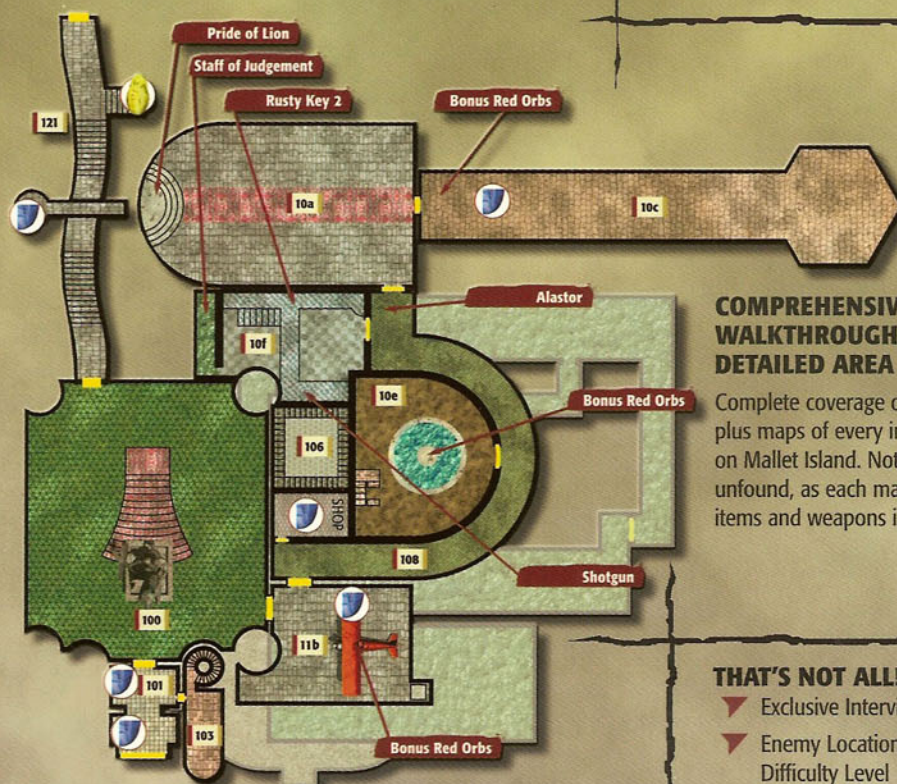 Pride of Lion
Staff of Judgement
Rusty Key 2
Bonus Red Orbs
121
10a
10c
Alastor
10f
10e
Bonus Red Orbs
106
SHOP
108
Shotgun
100
11b
101
103
Bonus Red Orbs
COMPREHENSIV
WALKTHROUGH
DETAILED AREA
Complete coverage o
plus maps of every in
on Mallet Island. Not
unfound, as each ma
items and weapons i
THAT'S NOT ALL!
Exclusive Intervi
Enemy Location
Difficulty Level